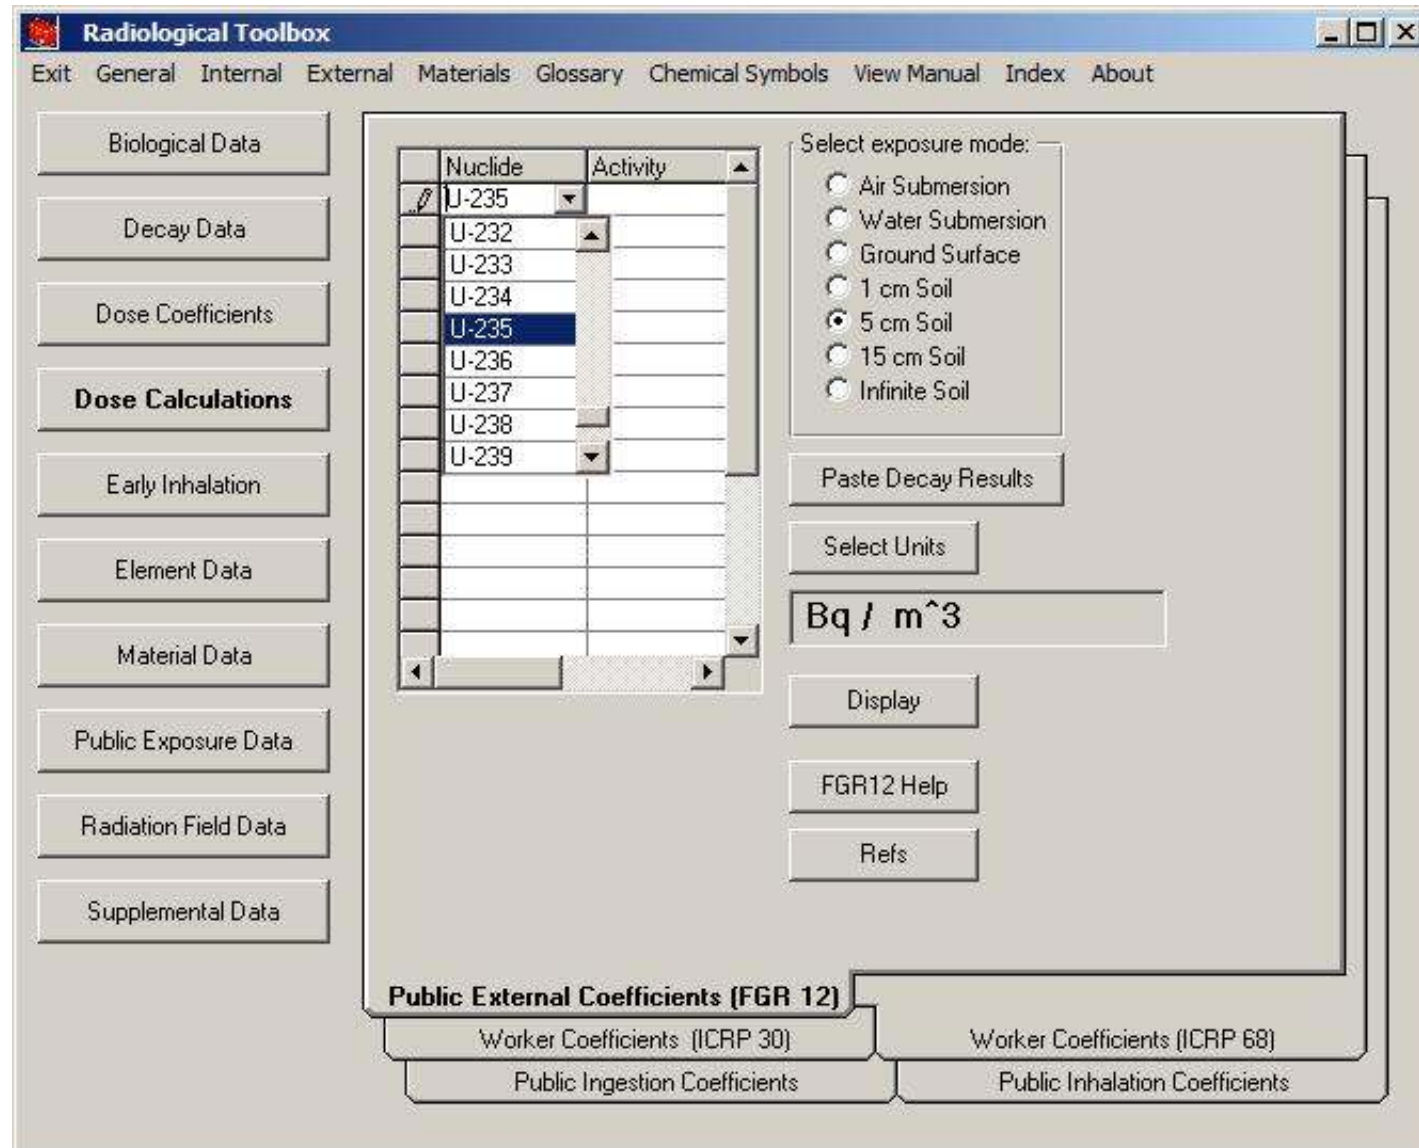 Radiological Toolbox
Exit General Internal External Materials Glossary Chemical Symbols View Manual Index About
Biological Data
Decay Data
Dose Coefficients
Dose Calculations
Early Inhalation
Element Data
Material Data
Public Exposure Data
Radiation Field Data
Supplemental Data
Nuclide Activity
U-235
U-232
U-233
U-234
U-235
U-236
U-237
U-238
U-239
Select exposure mode:
Air Submersion
Water Submersion
Ground Surface
1 cm Soil
5 cm Soil
15 cm Soil
Infinite Soil
Paste Decay Results
Select Units
Bq / m^3
Display
FGR12 Help
Refs
Public External Coefficients (FGR 12)
Worker Coefficients (ICRP 30)
Worker Coefficients (ICRP 68)
Public Ingestion Coefficients
Public Inhalation Coefficients